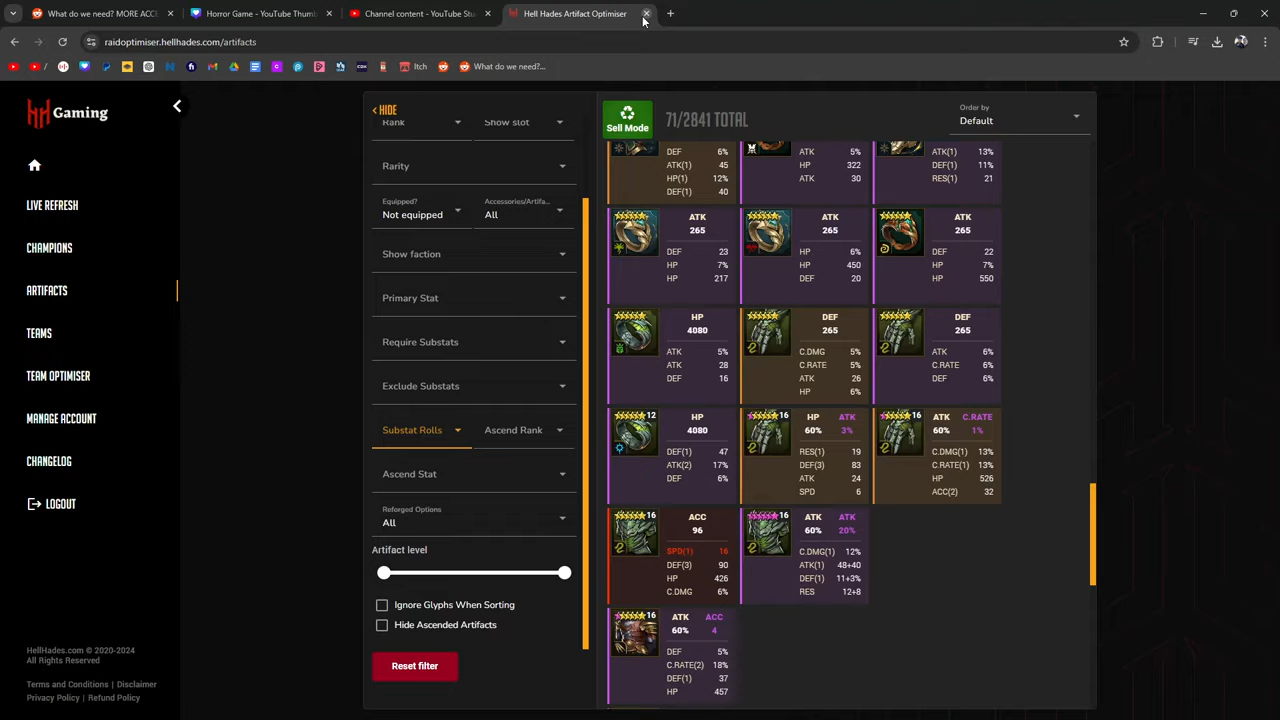 What do we need? MORE ACCE
Horror Game - YouTube Thumb
Channel content - YouTube Stu
Hell Hades Artifact Optimiser
raidoptimiser.hellhades.com/artifacts
Itch
What do we need?...
Gaming
LIVE REFRESH
CHAMPIONS
ARTIFACTS
TEAMS
TEAM OPTIMISER
MANAGE ACCOUNT
CHANGELOG
LOGOUT
HellHades.com © 2020-2024
All Rights Reserved
Terms and Conditions | Disclaimer
Privacy Policy | Refund Policy
< HIDE
Rank
Show slot
Rarity
Equipped?
Not equipped
Accessories/Artifa...
All
Show faction
Primary Stat
Require Substats
Exclude Substats
Substat Rolls
Ascend Rank
Ascend Stat
Reforged Options
All
Artifact level
Ignore Glyphs When Sorting
Hide Ascended Artifacts
Reset filter
Sell Mode
71/2841 TOTAL
Order by
Default
DEF 6%
ATK(1) 45
HP(1) 12%
DEF(1) 40
ATK 5%
HP 322
ATK 30
ATK(1) 13%
DEF(1) 11%
RES(1) 21
ATK
265
DEF 23
HP 7%
HP 217
ATK
265
HP 6%
HP 450
DEF 20
ATK
265
DEF 22
HP 7%
HP 550
HP
4080
ATK 5%
ATK 28
DEF 16
DEF
265
C.DMG 5%
C.RATE 5%
ATK 26
HP 6%
DEF
265
ATK 6%
C.RATE 6%
DEF 6%
12
HP
4080
DEF(1) 47
ATK(2) 17%
DEF 6%
16
HP ATK
60% 3%
RES(1) 19
DEF(3) 83
ATK 24
SPD 6
16
ATK C.RATE
60% 1%
C.DMG(1) 13%
C.RATE(1) 13%
HP 526
ACC(2) 32
16
ACC
96
SPD(1) 16
DEF(3) 90
HP 426
C.DMG 6%
16
ATK ATK
60% 20%
C.DMG(1) 12%
ATK(1) 48+40
DEF(1) 11+3%
RES 12+8
16
ATK ACC
60% 4
DEF 5%
C.RATE(2) 18%
DEF(1) 37
HP 457